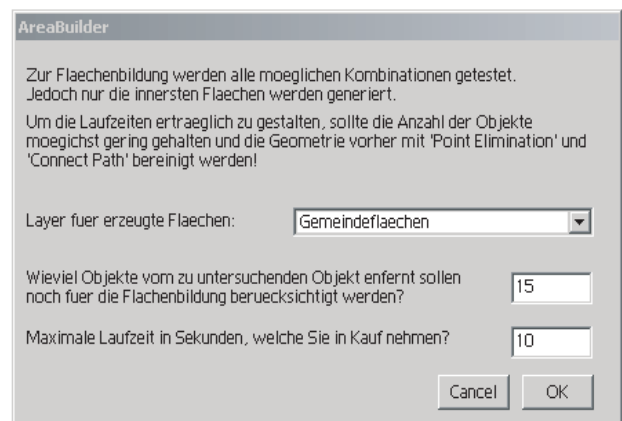 AreaBuilder
Zur Flaechenbildung werden alle moeglichen Kombinationen getestet.
Jedoch nur die innersten Flaechen werden generiert.
Um die Laufzeiten ertraeglich zu gestalten, sollte die Anzahl der Objekte
moegichst gering gehalten und die Geometrie vorher mit 'Point Elimination' und
'Connect Path' bereinigt werden!
Layer fuer erzeugte Flaechen:
Gemeindeflaechen
Wieviel Objekte vom zu untersuchenden Objekt enfernt sollen
noch fuer die Flachenbildung beruecksichtigt werden?
15
Maximale Laufzeit in Sekunden, welche Sie in Kauf nehmen?
10
Cancel
OK